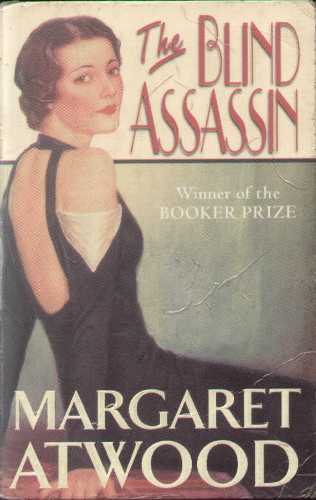 The BLIND
ASSASSIN
Winner of the
BOOKER PRIZE
MARGARET
ATWOOD